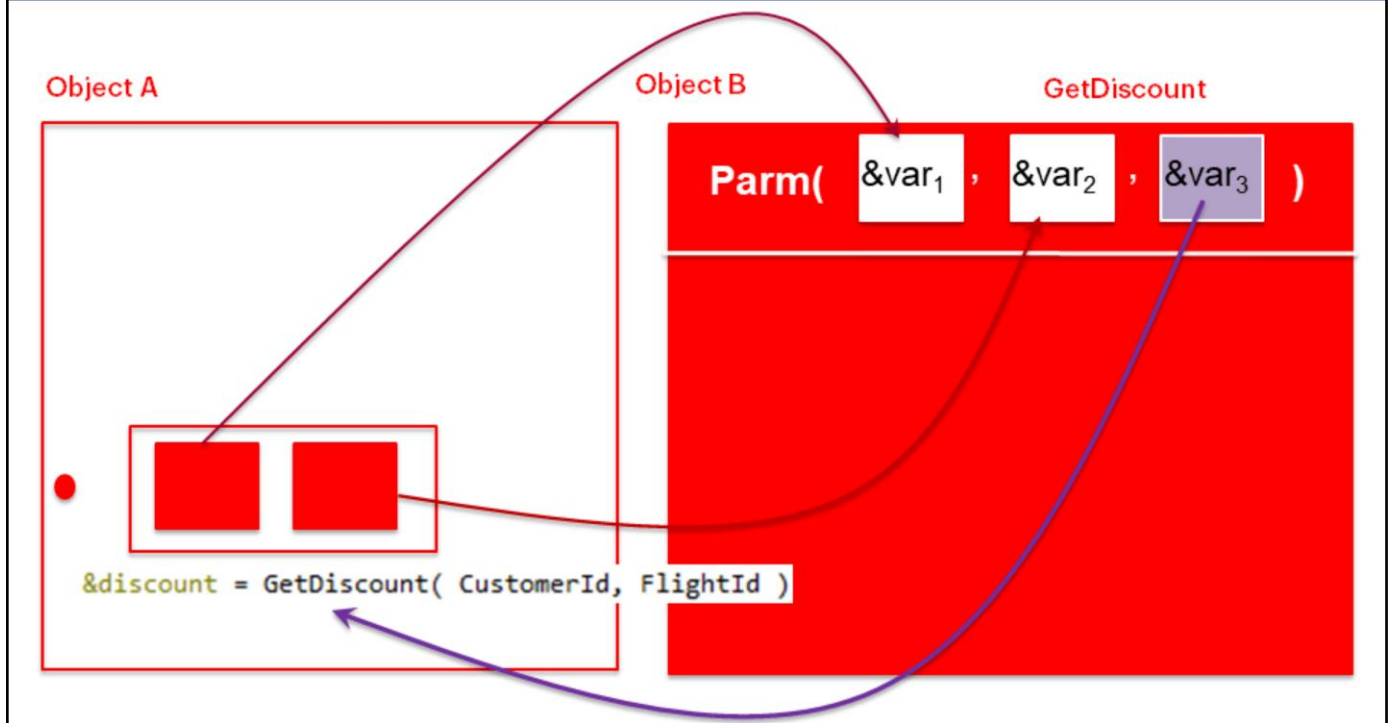 Object A
Object B
GetDiscount
Parm( &var₁ , &var₂ , &var₃ )
&discount = GetDiscount( CustomerId, FlightId )